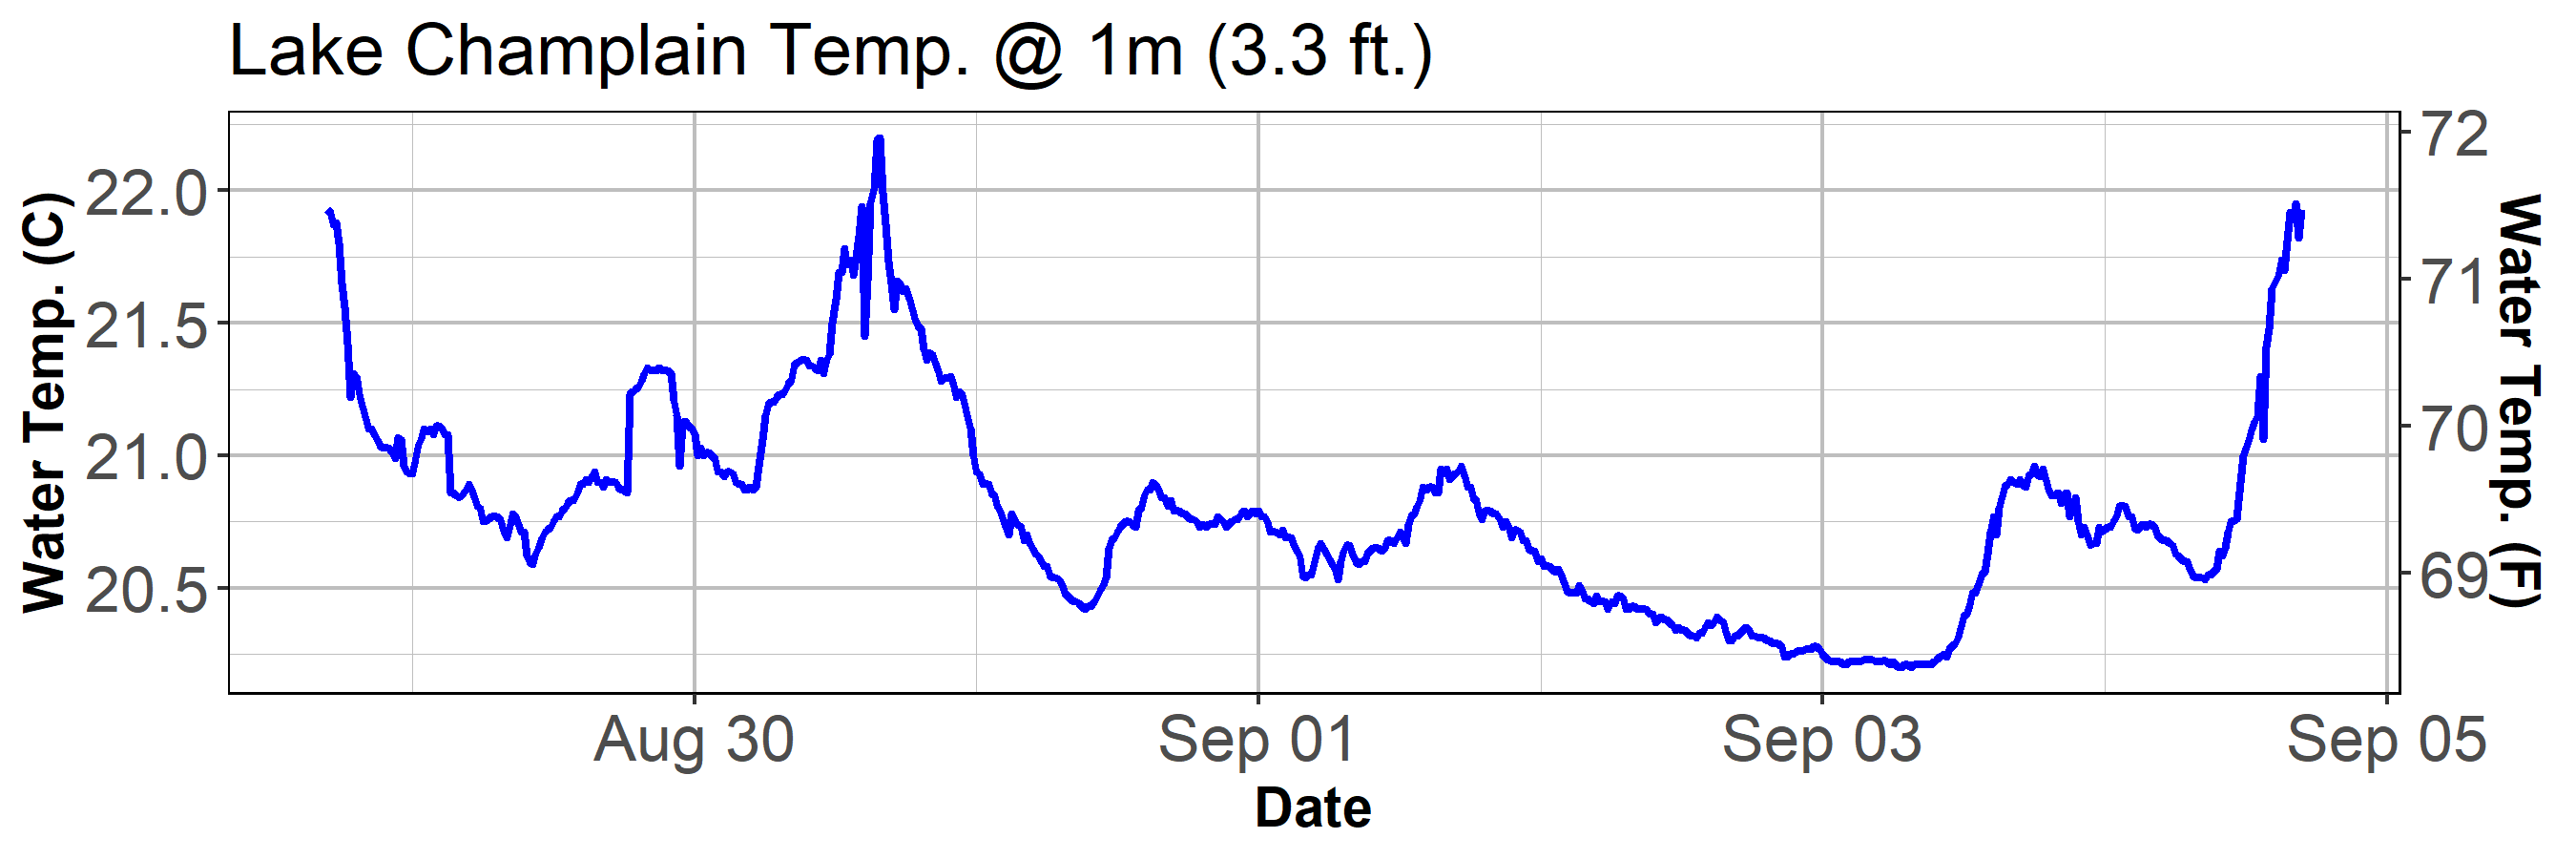 Lake Champlain Temp. @ 1m (3.3 ft.)
Water Temp. (C)
22.0
21.5
21.0
20.5
72
71
70
69
Water Temp. (F)
Aug 30
Sep 01
Sep 03
Sep 05
Date